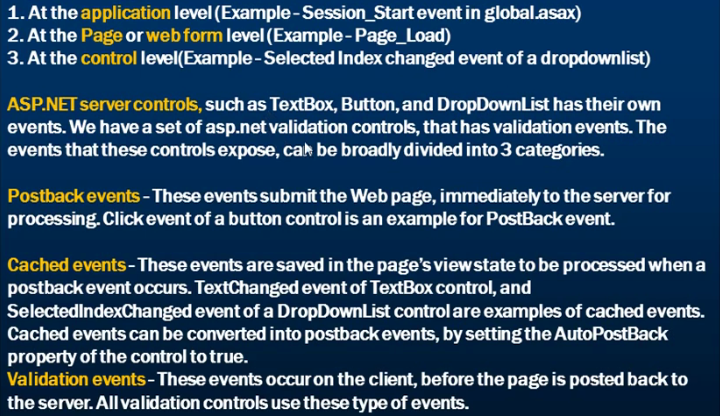 1. At the application level(Example - Session_Start event in global.asax)
2. At the Page or web form level(Example - Page_Load)
3. At the control level(Example - Selected Index changed event of a dropdownlist)
ASP.NET server controls, such as TextBox, Button, and DropDownList has their own
events. We have a set of asp.net validation controls, that has validation events. The
events that these controls expose, can be broadly divided into 3 categories.
Postback events - These events submit the Web page, immediately to the server for
processing. Click event of a button control is an example for PostBack event.
Cached events - These events are saved in the page's view state to be processed when a
postback event occurs. TextChanged event of TextBox control, and
SelectedIndexChanged event of a DropDownList control are examples of cached events.
Cached events can be converted into postback events, by setting the AutoPostBack
property of the control to true.
Validation events - These events occur on the client, before the page is posted back to
the server. All validation controls use these type of events.